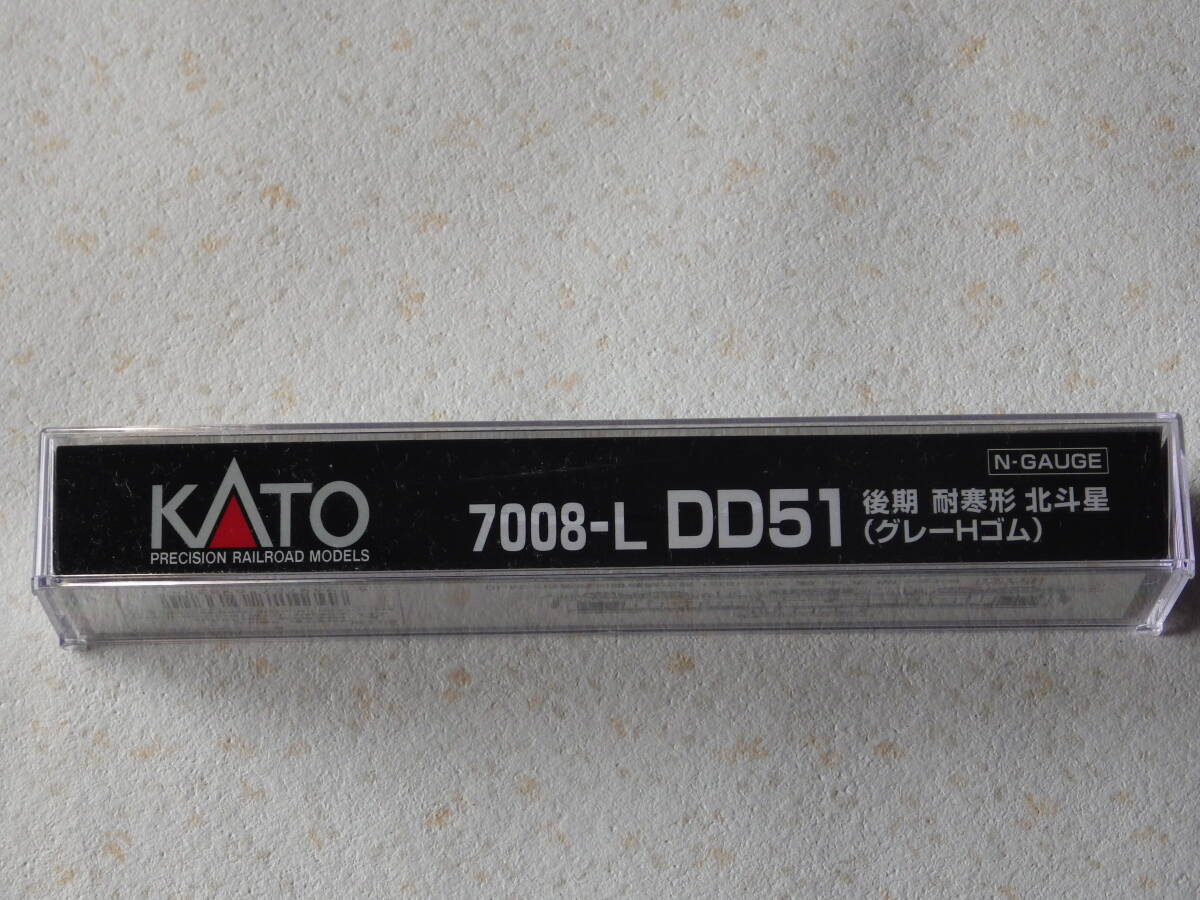 KATO
PRECISION RAILROAD MODELS
7008-L DD51
N-GAUGE
後期 耐寒形 北斗星
(グレーHゴム)